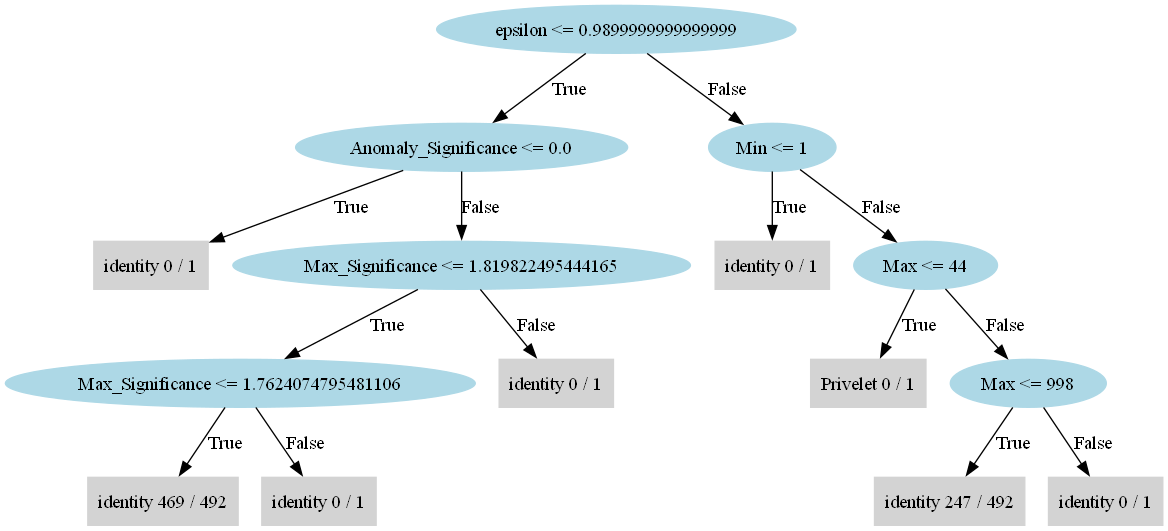 epsilon <= 0.9899999999999999
True
False
Anomaly_Significance <= 0.0
Min <= 1
True
False
True
False
identity 0 / 1
Max_Significance <= 1.819822495444165
identity 0 / 1
Max <= 44
True
False
True
False
Max_Significance <= 1.7624074795481106
identity 0 / 1
Privelet 0 / 1
Max <= 998
True
False
True
False
identity 469 / 492
identity 0 / 1
identity 247 / 492
identity 0 / 1